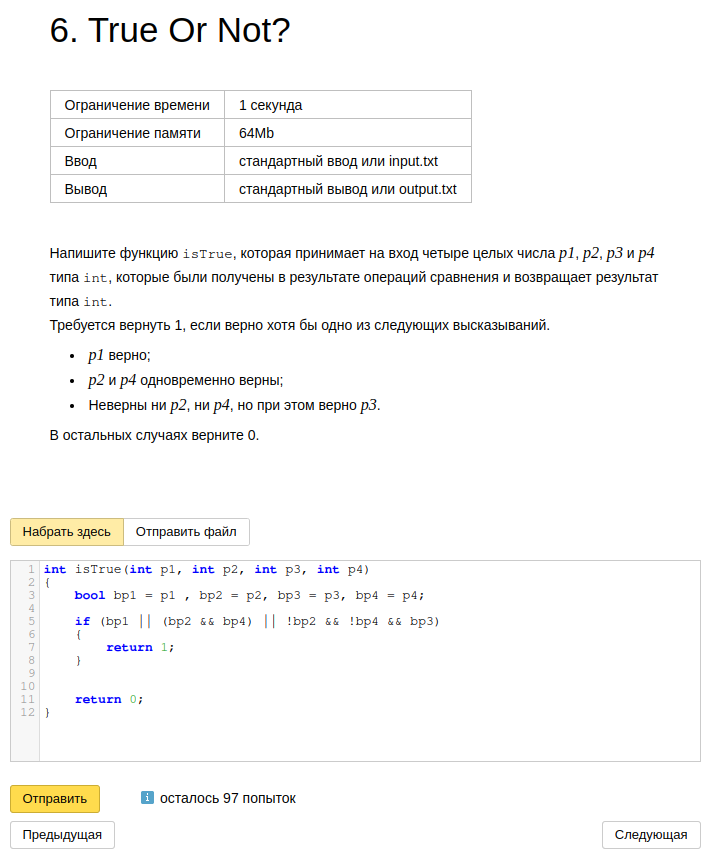 6. True Or Not?
Ограничение времени 1 секунда
Ограничение памяти 64Mb
Ввод стандартный ввод или input.txt
Вывод стандартный вывод или output.txt
Напишите функцию isTrue, которая принимает на вход четыре целых числа p1, p2, p3 и p4
типа int, которые были получены в результате операций сравнения и возвращает результат
типа int.
Требуется вернуть 1, если верно хотя бы одно из следующих высказываний.
• p1 верно;
• p2 и p4 одновременно верны;
• Неверны ни p2, ни p4, но при этом верно p3.
В остальных случаях верните 0.
Набрать здесь Отправить файл
1 int isTrue(int p1, int p2, int p3, int p4)
2 {
3     bool bp1 = p1 , bp2 = p2, bp3 = p3, bp4 = p4;
4
5     if (bp1 || (bp2 && bp4) || !bp2 && !bp4 && bp3)
6     {
7         return 1;
8     }
9
10
11     return 0;
12 }
Отправить i осталось 97 попыток
Предыдущая Следующая